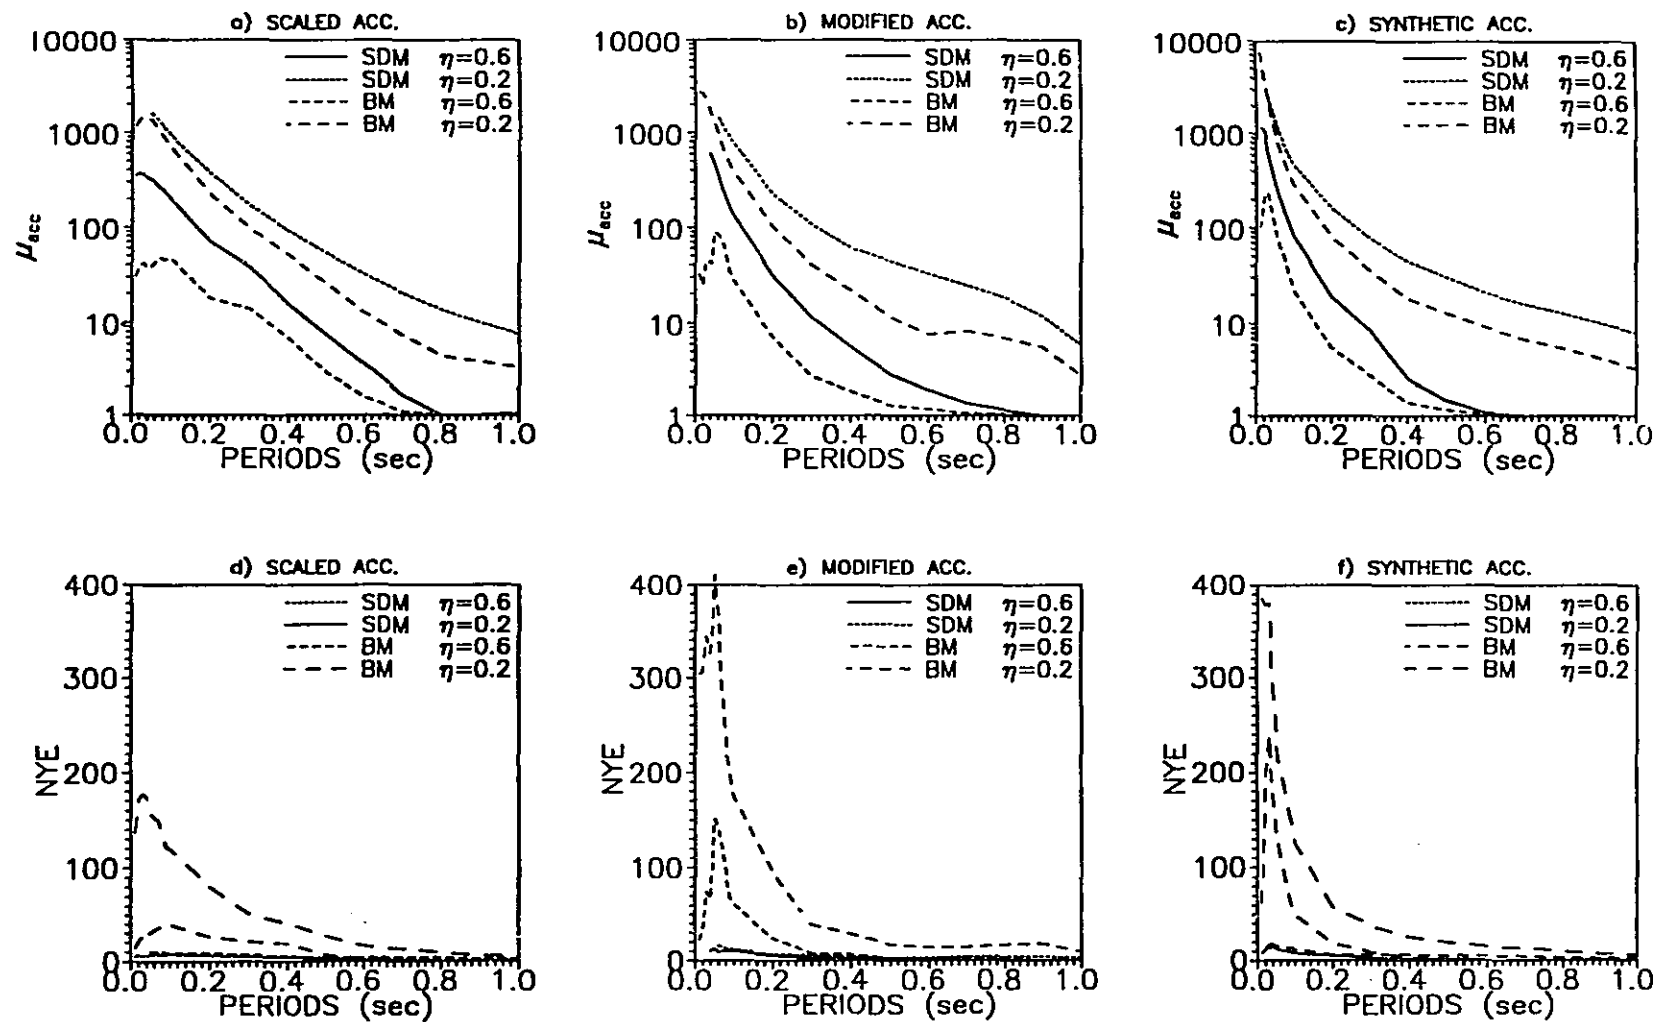 a) SCALED ACC.
10000
1000
100
10
1
μacc
SDM η=0.6
SDM η=0.2
BM η=0.6
BM η=0.2
0.0 0.2 0.4 0.6 0.8 1.0
PERIODS (sec)
b) MODIFIED ACC.
10000
1000
100
10
1
μacc
SDM η=0.6
SDM η=0.2
BM η=0.6
BM η=0.2
0.0 0.2 0.4 0.6 0.8 1.0
PERIODS (sec)
c) SYNTHETIC ACC.
10000
1000
100
10
1
μacc
SDM η=0.6
SDM η=0.2
BM η=0.6
BM η=0.2
0.0 0.2 0.4 0.6 0.8 1.0
PERIODS (sec)
d) SCALED ACC.
400
300
200
100
0
NYE
SDM η=0.6
SDM η=0.2
BM η=0.6
BM η=0.2
0.0 0.2 0.4 0.6 0.8 1.0
PERIODS (sec)
e) MODIFIED ACC.
400
300
200
100
0
NYE
SDM η=0.6
SDM η=0.2
BM η=0.6
BM η=0.2
0.0 0.2 0.4 0.6 0.8 1.0
PERIODS (sec)
f) SYNTHETIC ACC.
400
300
200
100
0
NYE
SDM η=0.6
SDM η=0.2
BM η=0.6
BM η=0.2
0.0 0.2 0.4 0.6 0.8 1.0
PERIODS (sec)